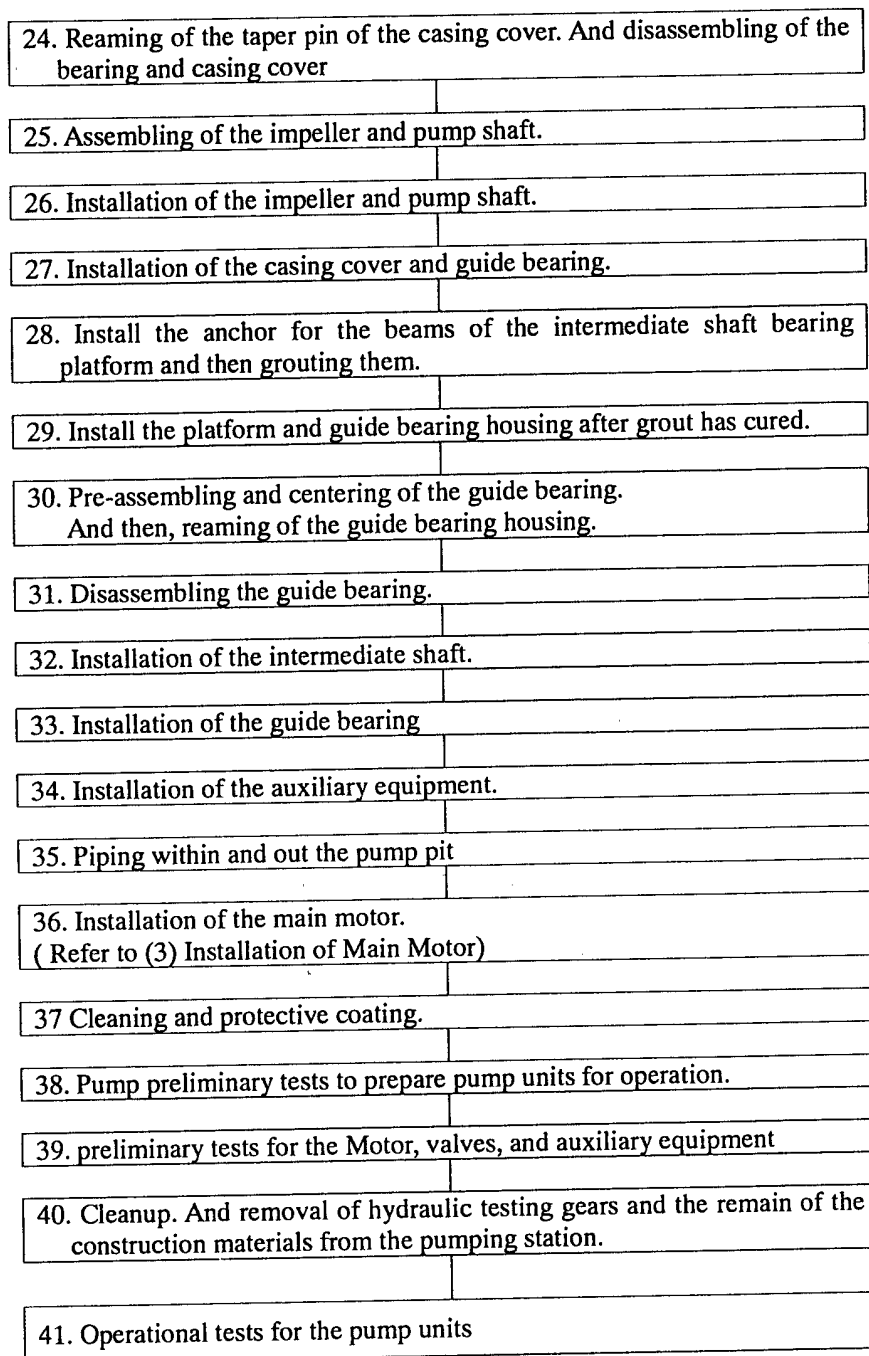 24. Reaming of the taper pin of the casing cover. And disassembling of the
bearing and casing cover
25. Assembling of the impeller and pump shaft.
26. Installation of the impeller and pump shaft.
27. Installation of the casing cover and guide bearing.
28. Install the anchor for the beams of the intermediate shaft bearing
platform and then grouting them.
29. Install the platform and guide bearing housing after grout has cured.
30. Pre-assembling and centering of the guide bearing.
And then, reaming of the guide bearing housing.
31. Disassembling the guide bearing.
32. Installation of the intermediate shaft.
33. Installation of the guide bearing
34. Installation of the auxiliary equipment.
35. Piping within and out the pump pit
36. Installation of the main motor.
( Refer to (3) Installation of Main Motor)
37 Cleaning and protective coating.
38. Pump preliminary tests to prepare pump units for operation.
39. preliminary tests for the Motor, valves, and auxiliary equipment
40. Cleanup. And removal of hydraulic testing gears and the remain of the
construction materials from the pumping station.
41. Operational tests for the pump units